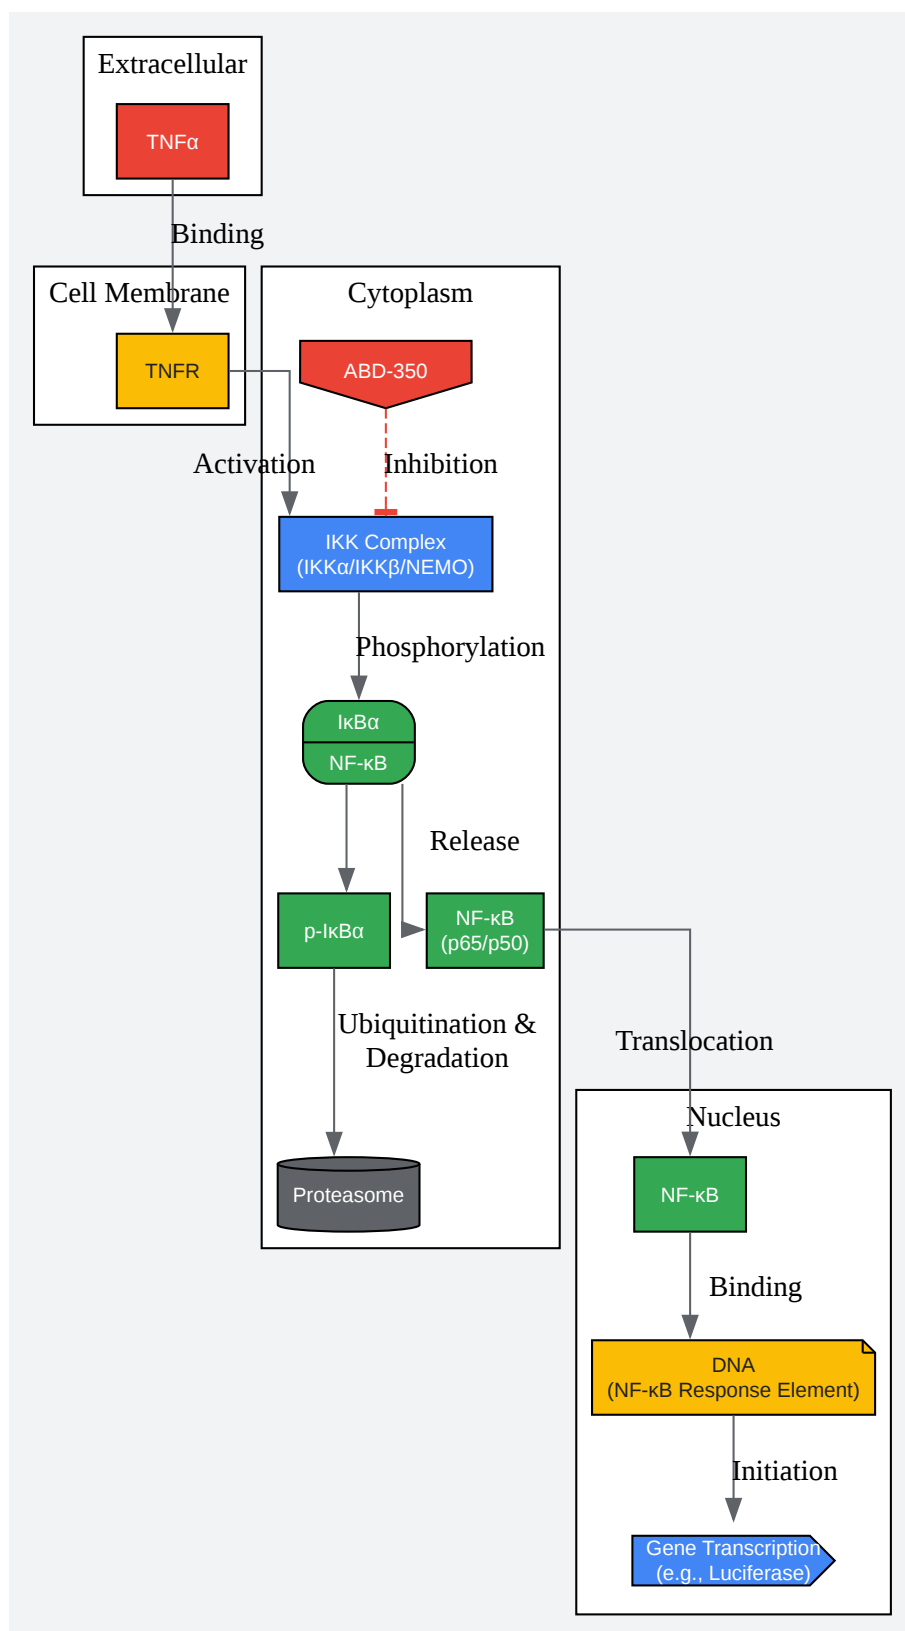 Extracellular
TNFα
Binding
Cell Membrane
TNFR
Cytoplasm
ABD-350
Activation
Inhibition
IKK Complex
(IKKα/IKKβ/NEMO)
Phosphorylation
IκBα
NF-κB
Release
p-IκBα
NF-κB
(p65/p50)
Ubiquitination &
Degradation
Translocation
Proteasome
Nucleus
NF-κB
Binding
DNA
(NF-κB Response Element)
Initiation
Gene Transcription
(e.g., Luciferase)